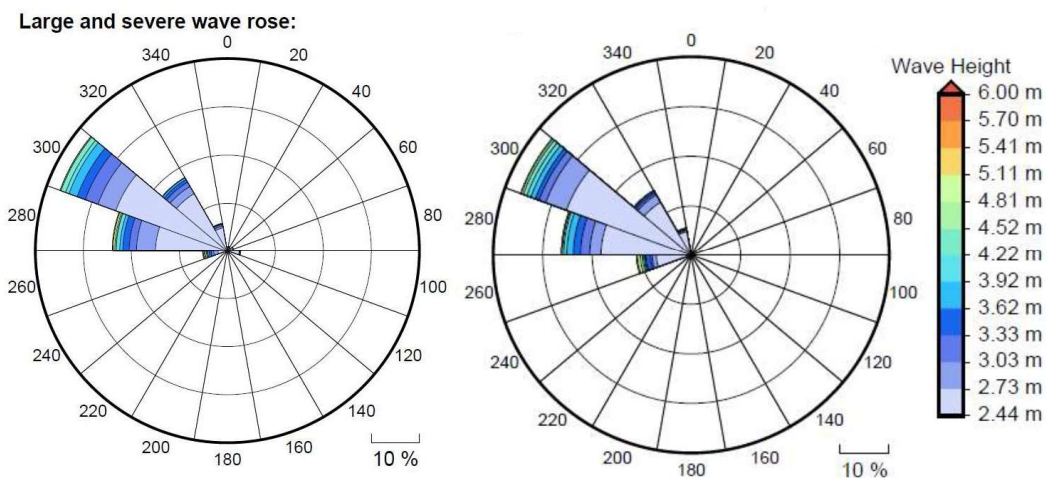 Large and severe wave rose:
0
20
40
60
80
100
120
140
160
180
200
220
240
260
280
300
320
340
10 %
0
20
40
60
80
100
120
140
160
180
200
220
240
260
280
300
320
340
10 %
Wave Height
6.00 m
5.70 m
5.41 m
5.11 m
4.81 m
4.52 m
4.22 m
3.92 m
3.62 m
3.33 m
3.03 m
2.73 m
2.44 m